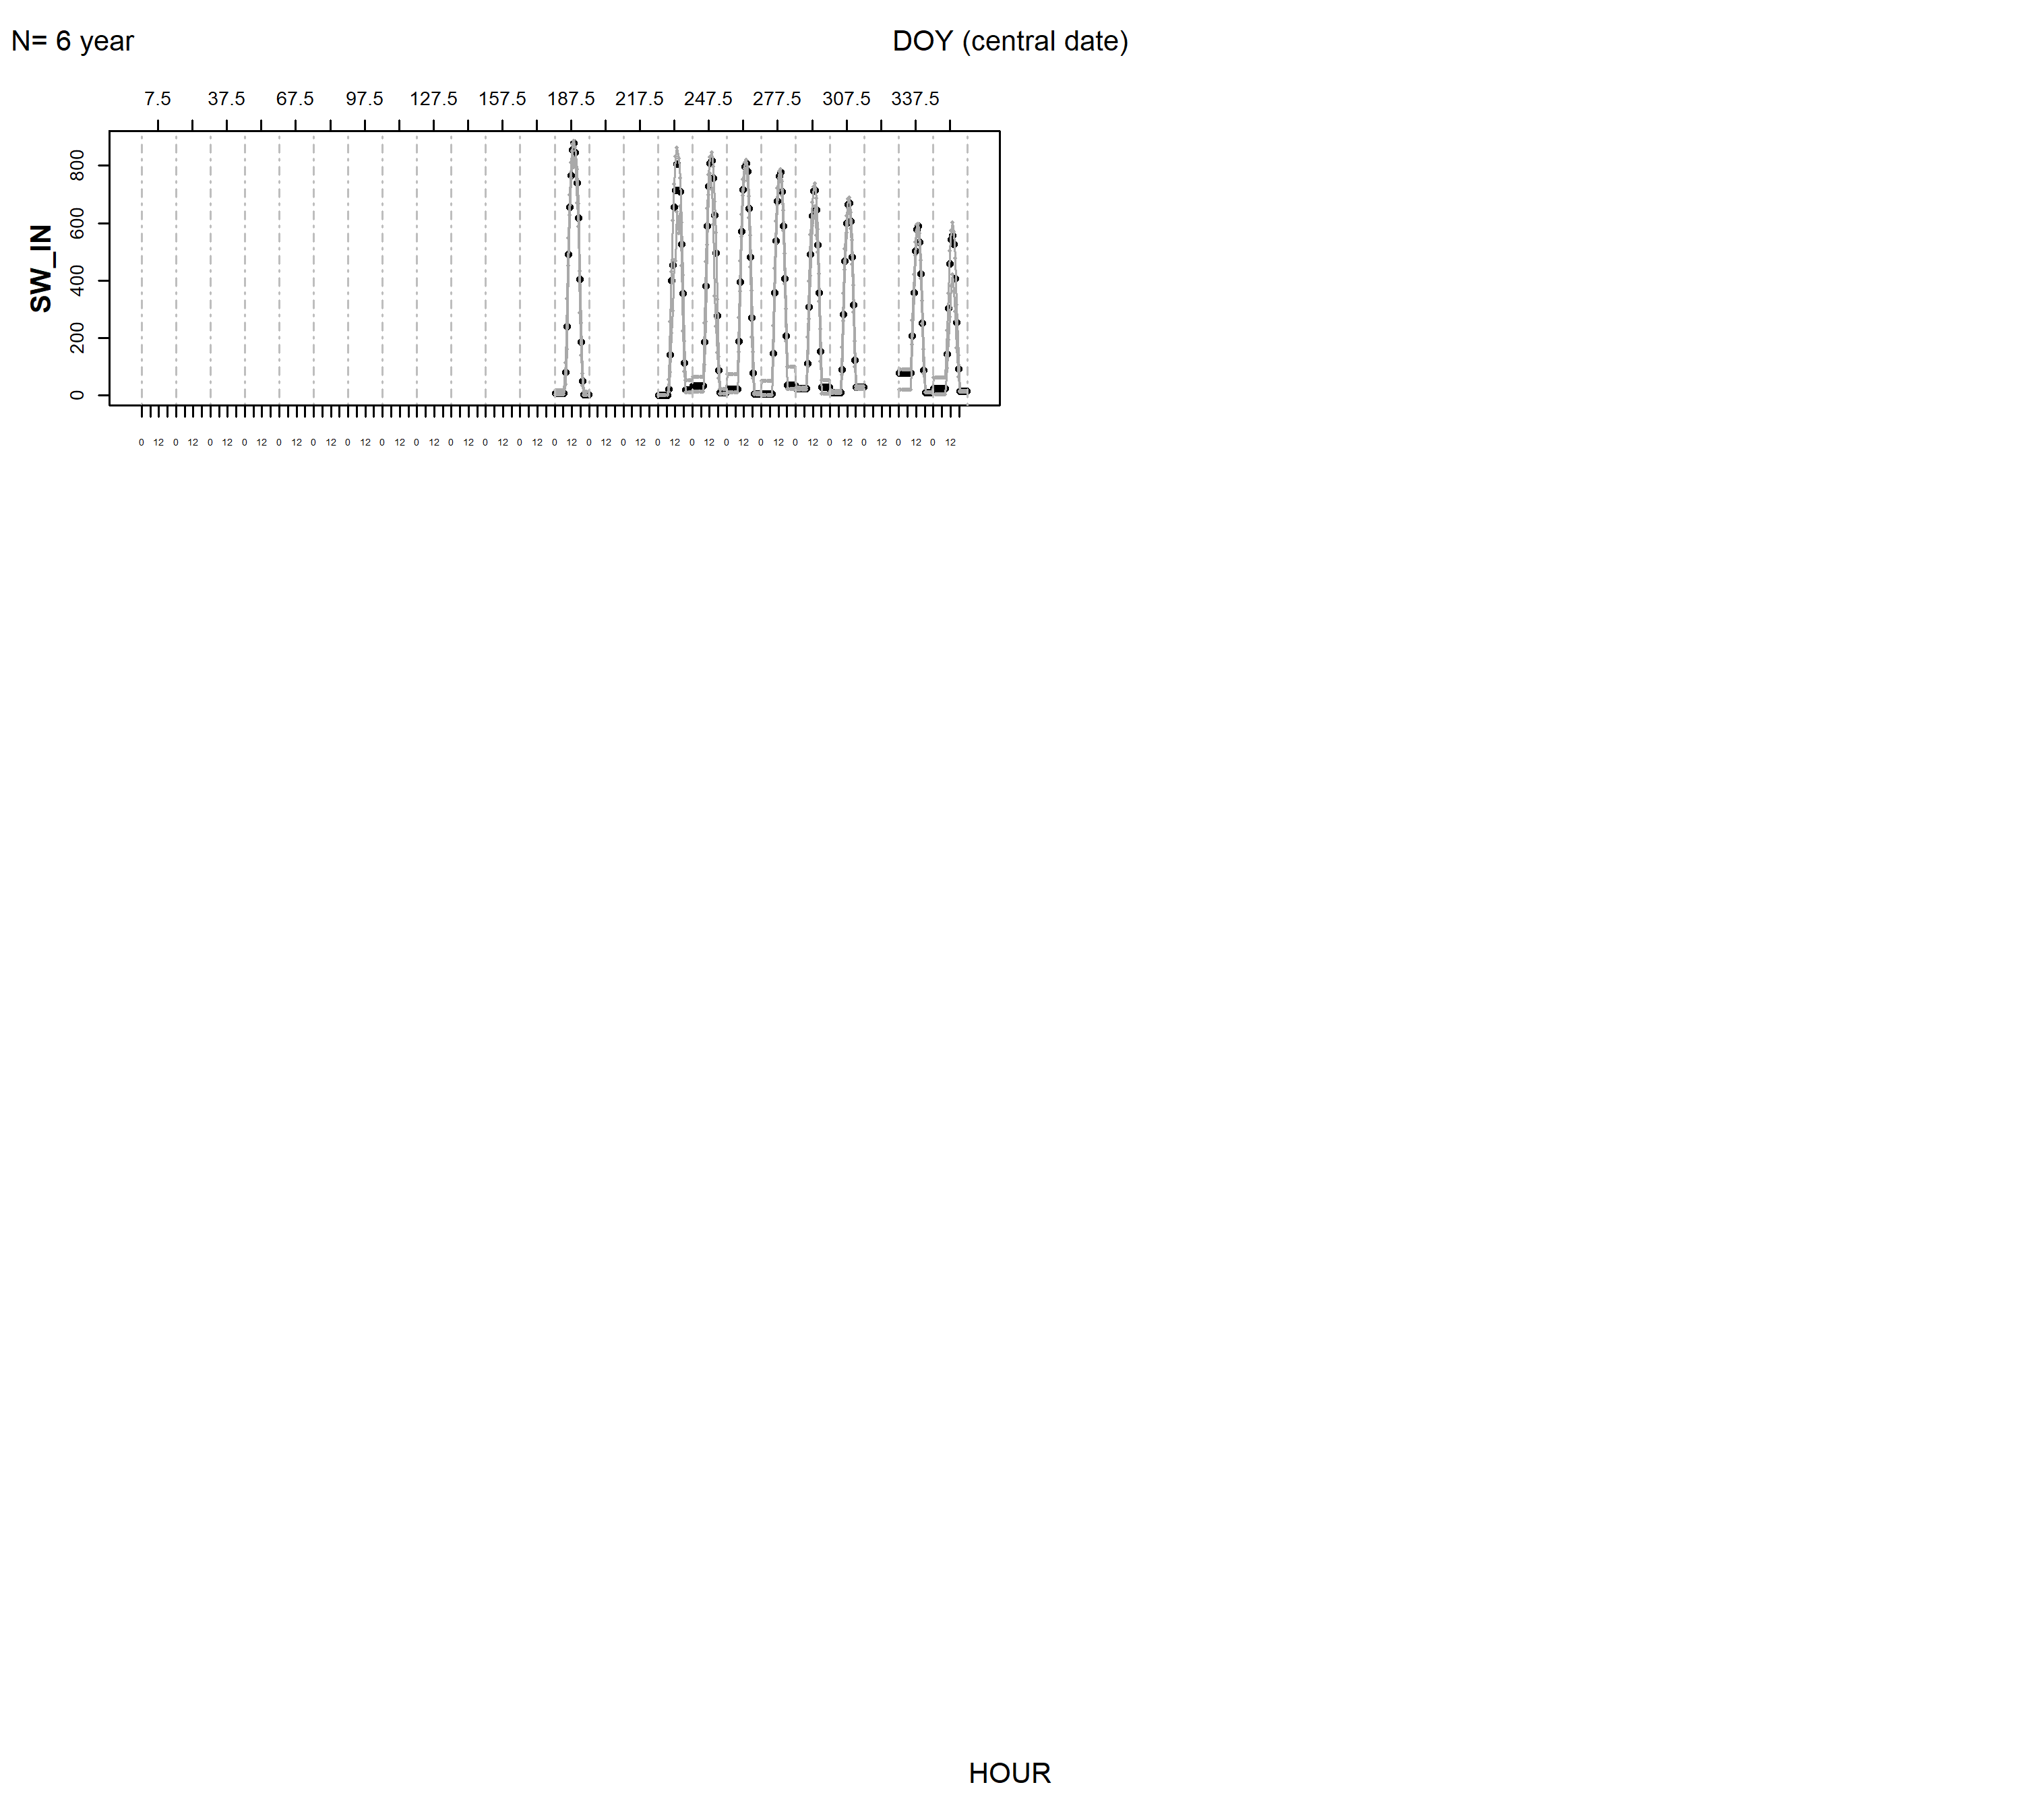 N= 6 year
DOY (central date)
7.5 37.5 67.5 97.5 127.5 157.5 187.5 217.5 247.5 277.5 307.5 337.5
SW_IN
800
600
400
200
0
0 12 0 12 0 12 0 12 0 12 0 12 0 12 0 12 0 12 0 12 0 12 0 12 0 12 0 12 0 12 0 12 0 12 0 12 0 12 0 12 0 12 0 12 0 12 0 12
HOUR